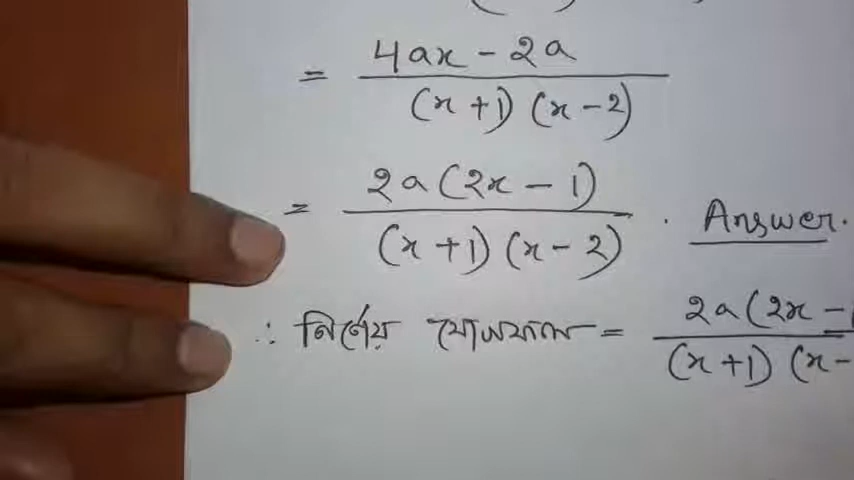 = 4ax - 2a / (x+1) (x-2)
= 2a(2x - 1) / (x+1) (x-2) . Answer.
∴ নির্ণেয় যোগফল = 2a(2x - / (x+1) (x-